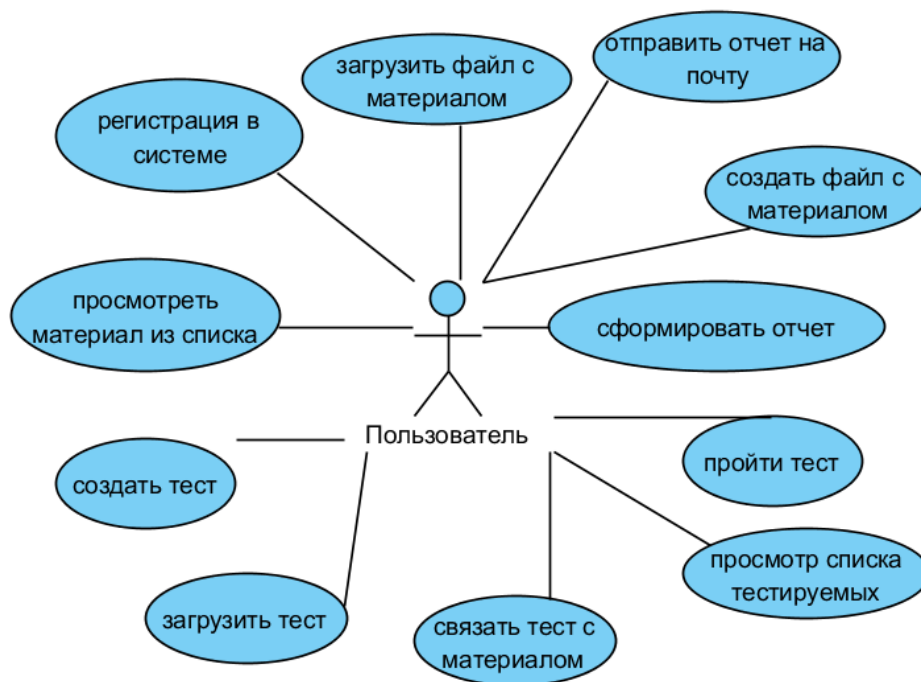 отправить отчет на
почту
загрузить файл с
материалом
регистрация в
системе
создать файл с
материалом
просмотреть
материал из списка
сформировать отчет
Пользователь
пройти тест
создать тест
просмотр списка
тестируемых
загрузить тест
связать тест с
материалом